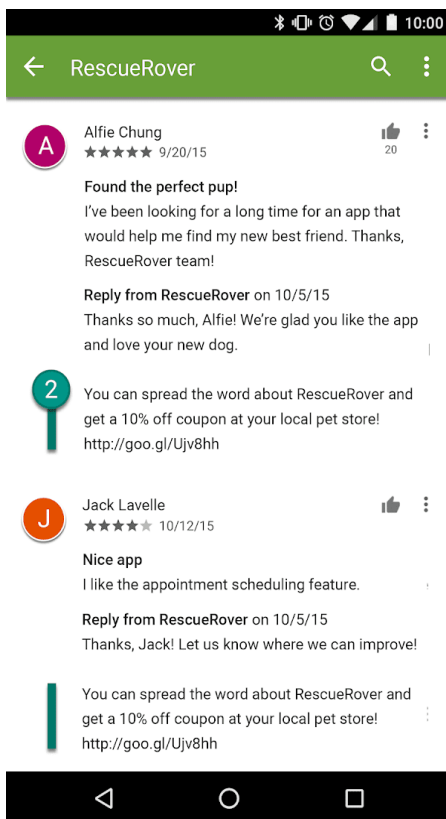 10:00
RescueRover
A
Alfie Chung
★★★★★ 9/20/15
20
Found the perfect pup!
I've been looking for a long time for an app that
would help me find my new best friend. Thanks,
RescueRover team!
Reply from RescueRover on 10/5/15
Thanks so much, Alfie! We're glad you like the app
and love your new dog.
2
You can spread the word about RescueRover and
get a 10% off coupon at your local pet store!
http://goo.gl/Ujv8hh
J
Jack Lavelle
★★★★★ 10/12/15
Nice app
I like the appointment scheduling feature.
Reply from RescueRover on 10/5/15
Thanks, Jack! Let us know where we can improve!
You can spread the word about RescueRover and
get a 10% off coupon at your local pet store!
http://goo.gl/Ujv8hh